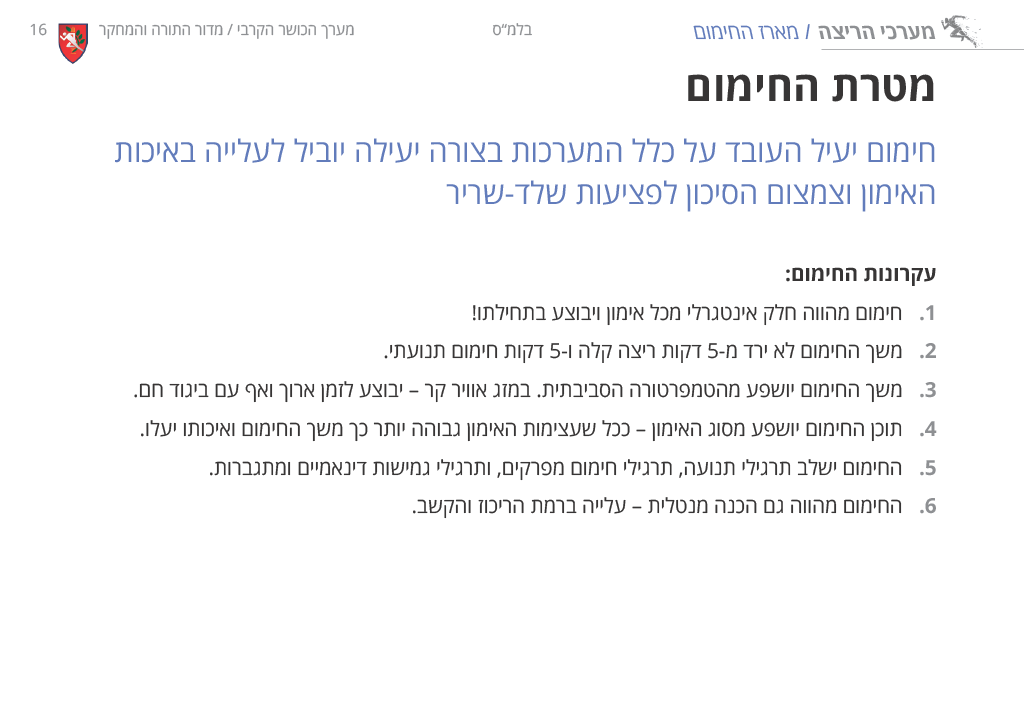 מערכי הריצה / מארז החימום
בלמ״ס
מערך הכושר הקרבי / מדור התורה והמחקר
16
מטרת החימום
חימום יעיל העובד על כלל המערכות בצורה יעילה יוביל לעלייה באיכות
האימון וצמצום הסיכון לפציעות שלד-שריר
עקרונות החימום:
1. חימום מהווה חלק אינטגרלי מכל אימון ויבוצע בתחילתו!
2. משך החימום לא ירד מ-5 דקות ריצה קלה ו-5 דקות חימום תנועתי.
3. משך החימום יושפע מהטמפרטורה הסביבתית. במזג אוויר קר – יבוצע לזמן ארוך ואף עם ביגוד חם.
4. תוכן החימום יושפע מסוג האימון – ככל שעצימות האימון גבוהה יותר כך משך החימום ואיכותו יעלו.
5. החימום ישלב תרגילי תנועה, תרגילי חימום מפרקים, ותרגילי גמישות דינאמיים ומתגברות.
6. החימום מהווה גם הכנה מנטלית – עלייה ברמת הריכוז והקשב.